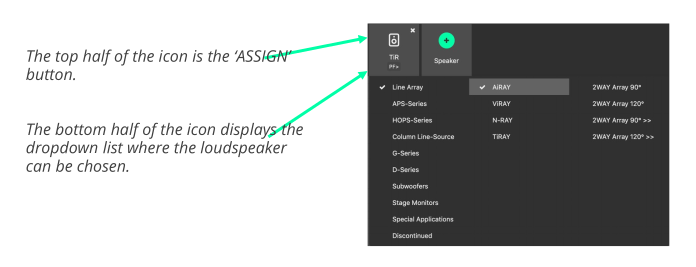 The top half of the icon is the ‘ASSIGN’
button.
The bottom half of the icon displays the
dropdown list where the loudspeaker
can be chosen.
TiR
PF>
Speaker
Line Array
AiRAY
2WAY Array 90°
APS-Series
ViRAY
2WAY Array 120°
HOPS-Series
N-RAY
2WAY Array 90° >>
Column Line-Source
TiRAY
2WAY Array 120° >>
G-Series
D-Series
Subwoofers
Stage Monitors
Special Applications
Discontinued